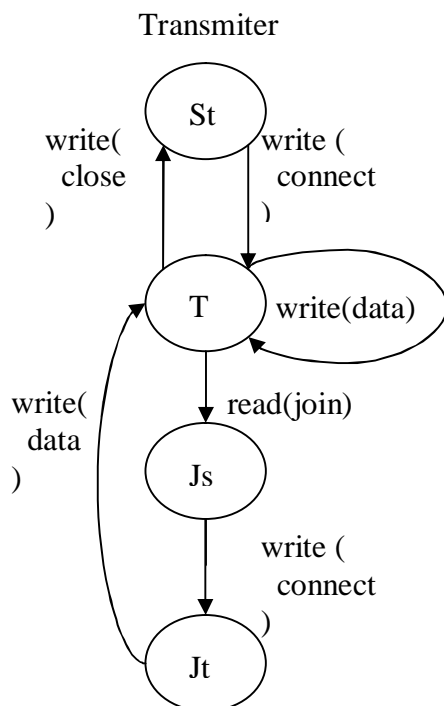 Transmiter
St
write(
close
)
write (
connect
)
T
write(data)
read(join)
write(
data
)
Js
write (
connect
)
Jt